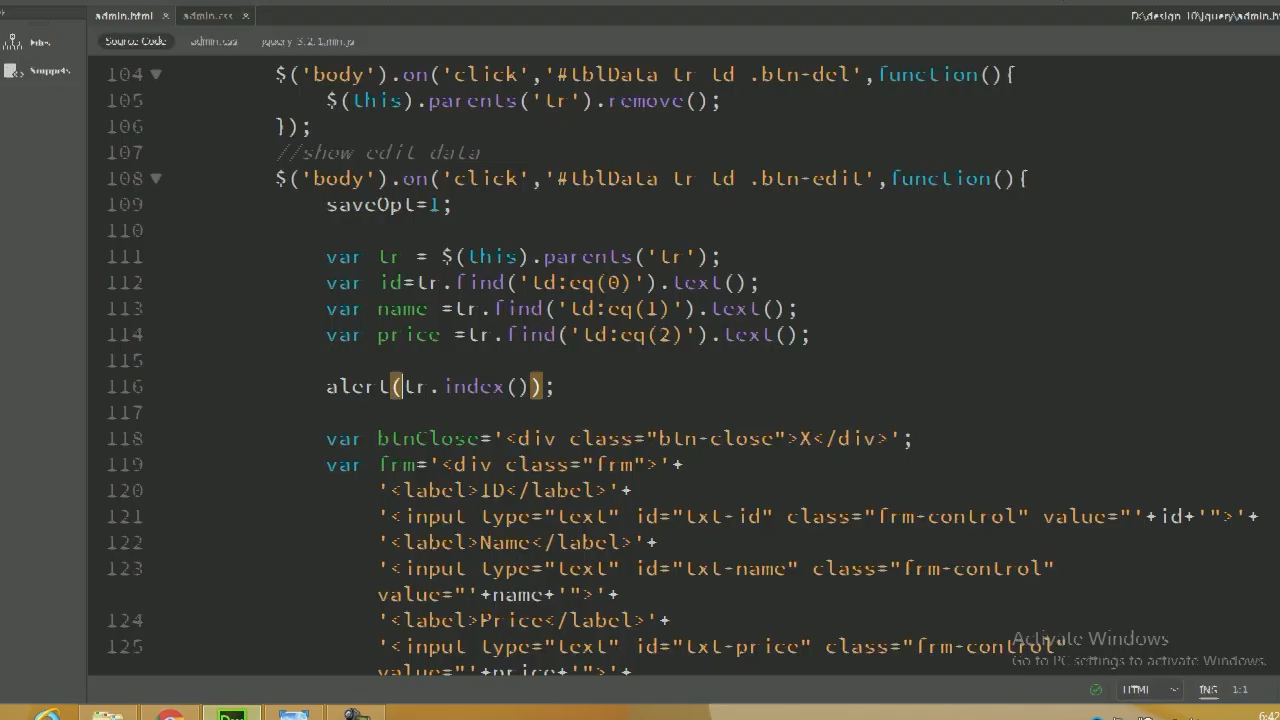 admin.html × admin.css ×
D:\design_10\jquery\admin.h
Source Code admin.css jquery-3.2.1.min.js
Files
Snippets
104 ▼ $('body').on('click','#tblData tr td .btn-del',function(){
105 $(this).parents('tr').remove();
106 });
107 //show edit data
108 ▼ $('body').on('click','#tblData tr td .btn-edit',function(){
109 saveOpt=1;
110
111 var tr = $(this).parents('tr');
112 var id=tr.find('td:eq(0)').text();
113 var name =tr.find('td:eq(1)').text();
114 var price =tr.find('td:eq(2)').text();
115
116 alert(tr.index());
117
118 var btnClose='<div class="btn-close">X</div>';
119 var frm='<div class="frm">'+
120 '<label>ID</label>'+
121 '<input type="text" id="txt-id" class="frm-control" value="'+id+'">'+
122 '<label>Name</label>'+
123 '<input type="text" id="txt-name" class="frm-control"
value="'+name+'">'+
124 '<label>Price</label>'+
125 '<input type="text" id="txt-price" class="frm-control"
value="'+price+'">'+
Activate Windows
Go to PC settings to activate Windows.
HTML INS 1:1
6:42